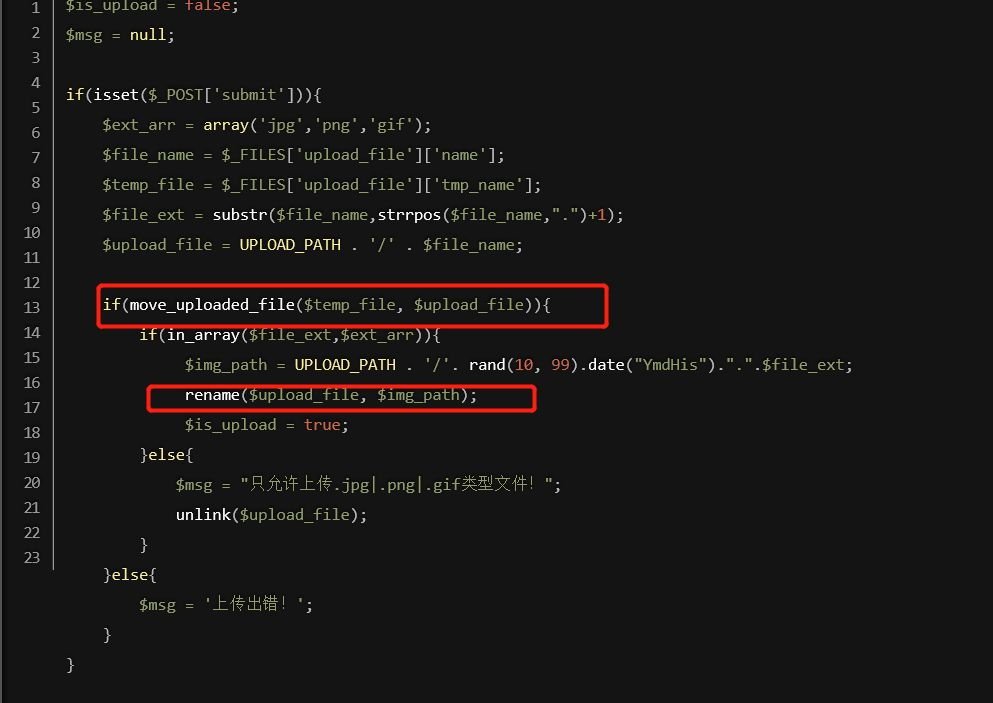 1 $is_upload = false;
2 $msg = null;
3
4 if(isset($_POST['submit'])){
5 $ext_arr = array('jpg','png','gif');
6 $file_name = $_FILES['upload_file']['name'];
7 $temp_file = $_FILES['upload_file']['tmp_name'];
8 $file_ext = substr($file_name,strrpos($file_name,".")+1);
9 $upload_file = UPLOAD_PATH . '/' . $file_name;
10
11 if(move_uploaded_file($temp_file, $upload_file)){
12 if(in_array($file_ext,$ext_arr)){
13 $img_path = UPLOAD_PATH . '/'. rand(10, 99).date("YmdHis").".".$file_ext;
14 rename($upload_file, $img_path);
15 $is_upload = true;
16 }else{
17 $msg = "只允许上传.jpg|.png|.gif类型文件！";
18 unlink($upload_file);
19 }
20 }else{
21 $msg = '上传出错！';
22 }
23 }